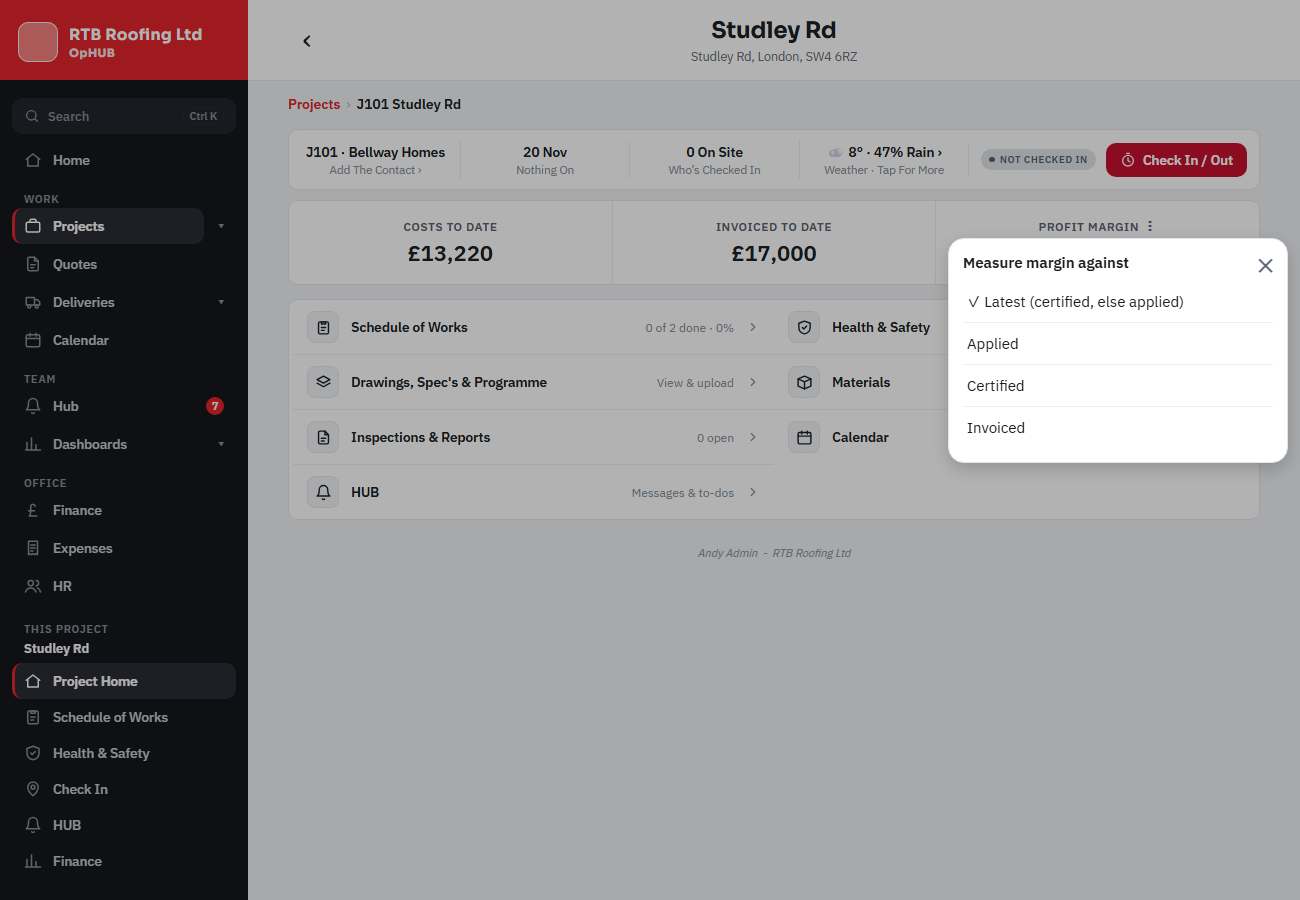 RTB Roofing Ltd
OpHUB
Search Ctrl K
Home
WORK
Projects
Quotes
Deliveries
Calendar
TEAM
Hub 7
Dashboards
OFFICE
Finance
Expenses
HR
THIS PROJECT
Studley Rd
Project Home
Schedule of Works
Health & Safety
Check In
HUB
Finance
Studley Rd
Studley Rd, London, SW4 6RZ
Projects › J101 Studley Rd
J101 · Bellway Homes
Add The Contact ›
20 Nov
Nothing On
0 On Site
Who's Checked In
8° · 47% Rain ›
Weather · Tap For More
NOT CHECKED IN
Check In / Out
COSTS TO DATE
£13,220
INVOICED TO DATE
£17,000
PROFIT MARGIN
Measure margin against
✓ Latest (certified, else applied)
Applied
Certified
Invoiced
Schedule of Works 0 of 2 done · 0%
Health & Safety
Drawings, Spec's & Programme View & upload
Materials
Inspections & Reports 0 open
Calendar
HUB Messages & to-dos
Andy Admin - RTB Roofing Ltd